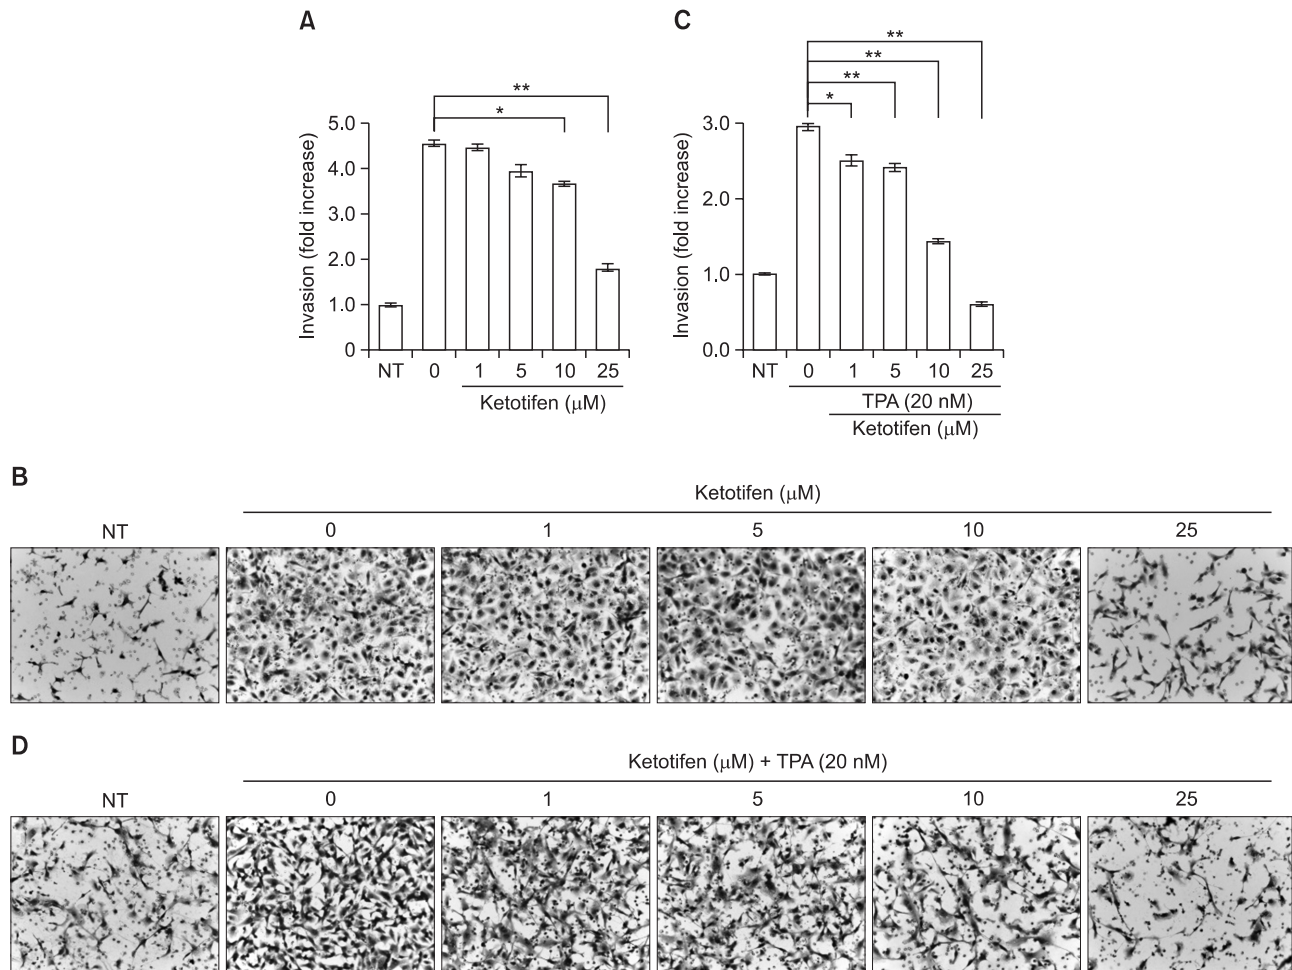 A
**
*
Invasion (fold increase)
5.0
4.0
3.0
2.0
1.0
0
NT 0 1 5 10 25
Ketotifen (μM)
C
**
**
**
*
Invasion (fold increase)
3.0
2.0
1.0
0.0
NT 0 1 5 10 25
TPA (20 nM)
Ketotifen (μM)
B
Ketotifen (μM)
NT 0 1 5 10 25
D
Ketotifen (μM) + TPA (20 nM)
NT 0 1 5 10 25